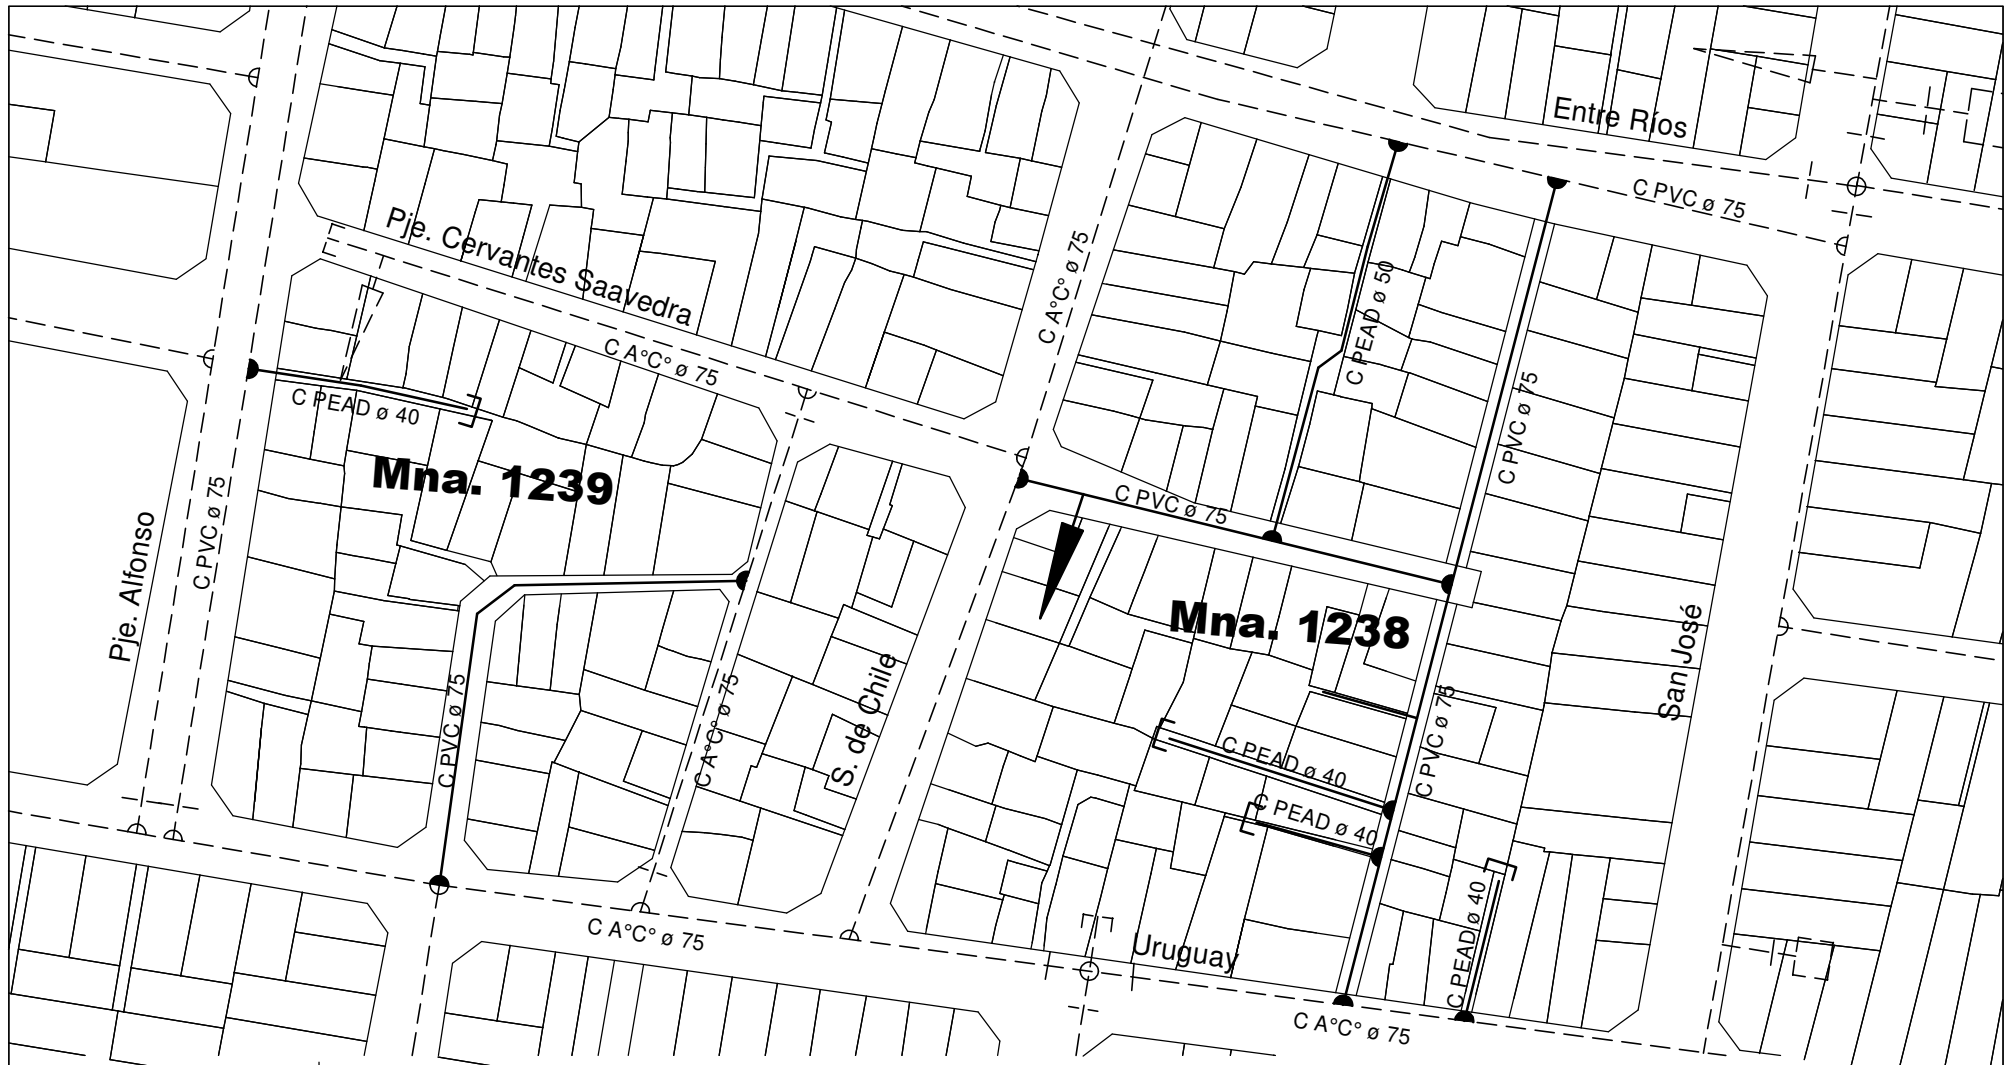 Entre Ríos
C PVC ø 75
Pje. Cervantes Saavedra
C A°C° ø 75
C A°C° ø 75
C PEAD ø 50
C PVC ø 75
C PEAD ø 40
Mna. 1239
C PVC ø 75
Pje. Alfonso
C PVC ø 75
Mna. 1238
San José
C PVC ø 75
C A°C° ø 75
S. de Chile
C PVC ø 75
C PEAD ø 40
C PEAD ø 40
C PEAD ø 40
C A°C° ø 75
Uruguay
C A°C° ø 75